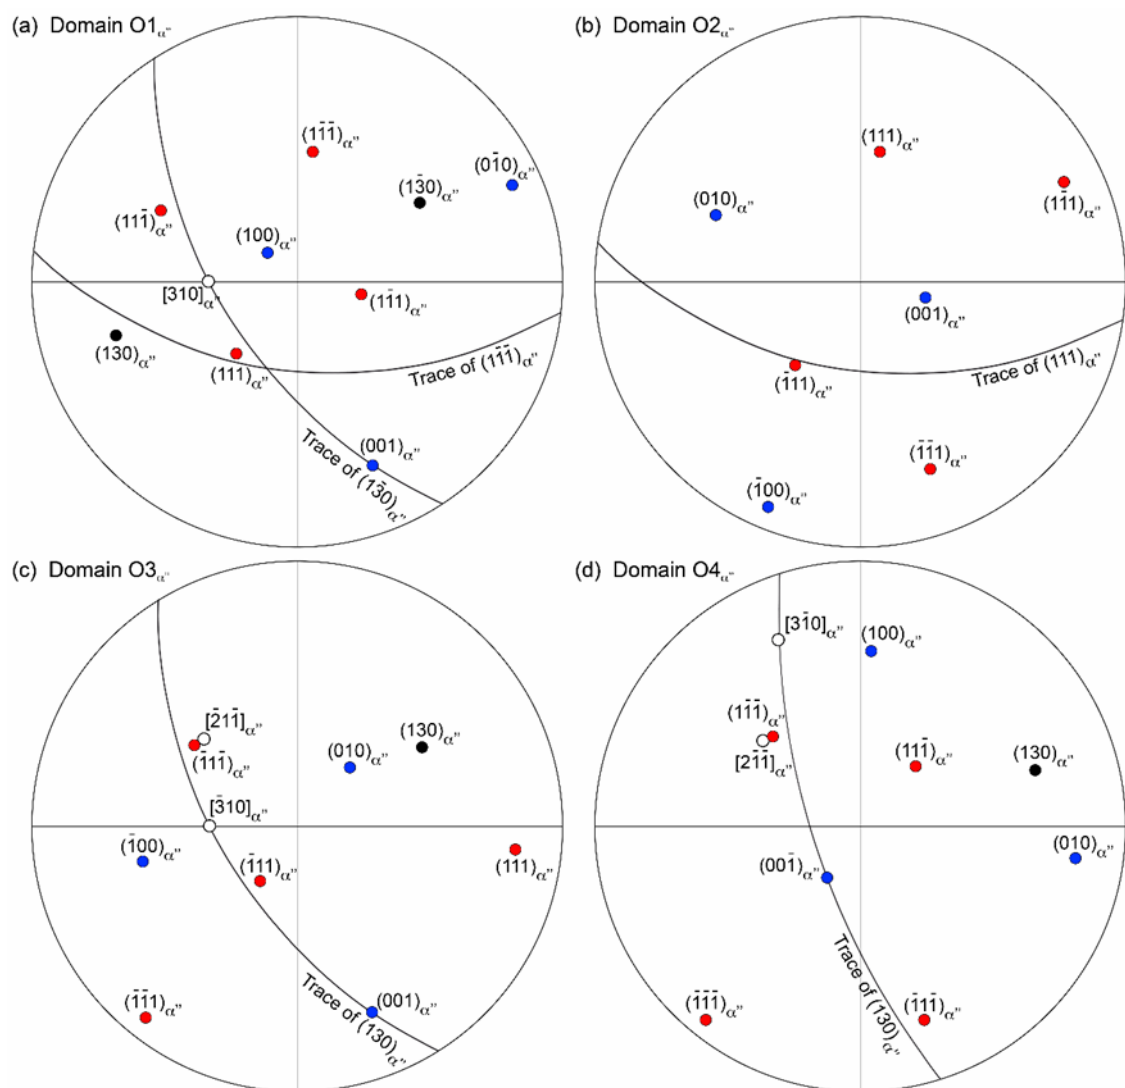 (a) Domain O1α"
(11̄1̄)α"
(01̄0)α"
(13̄0)α"
(111̄)α"
(100)α"
[310]α"
(11̄1)α"
(130)α"
(111)α"
Trace of (11̄1̄)α"
(001)α"
Trace of (13̄0)α"
(b) Domain O2α"
(111)α"
(11̄1)α"
(010)α"
(001)α"
Trace of (111)α"
(1̄11)α"
(1̄1̄1)α"
(1̄00)α"
(c) Domain O3α"
[2̄11̄]α"
(130)α"
(1̄11̄)α"
(010)α"
[3̄10]α"
(1̄00)α"
(1̄11)α"
(111)α"
(1̄1̄1)α"
(001)α"
Trace of (130)α"
(d) Domain O4α"
[31̄0]α"
(100)α"
(11̄1̄)α"
[21̄1̄]α"
(111̄)α"
(130)α"
(010)α"
(001̄)α"
(1̄1̄1̄)α"
(1̄11̄)α"
Trace of (130)α"